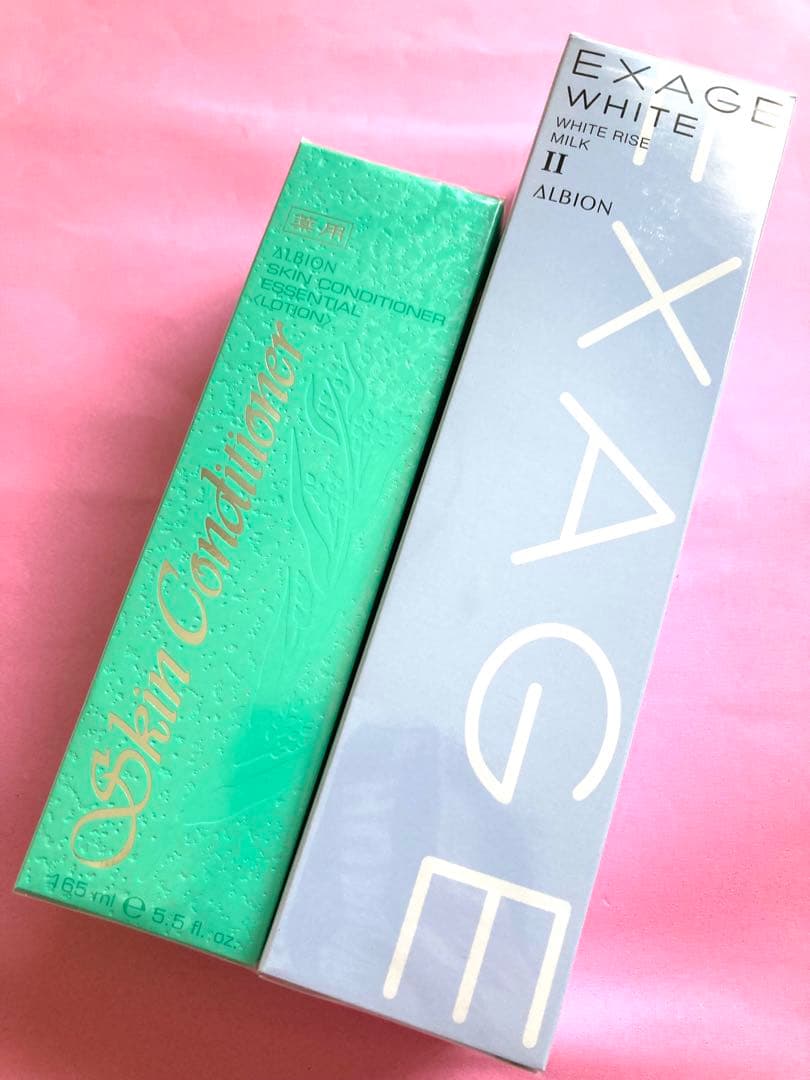 薬用
ALBION
SKIN CONDITIONER
ESSENTIAL
<LOTION>
Skin Conditioner
165 ml e 5.5 fl. oz.
EXAGE
WHITE
WHITE RISE
MILK
II
ALBION
EXAGE